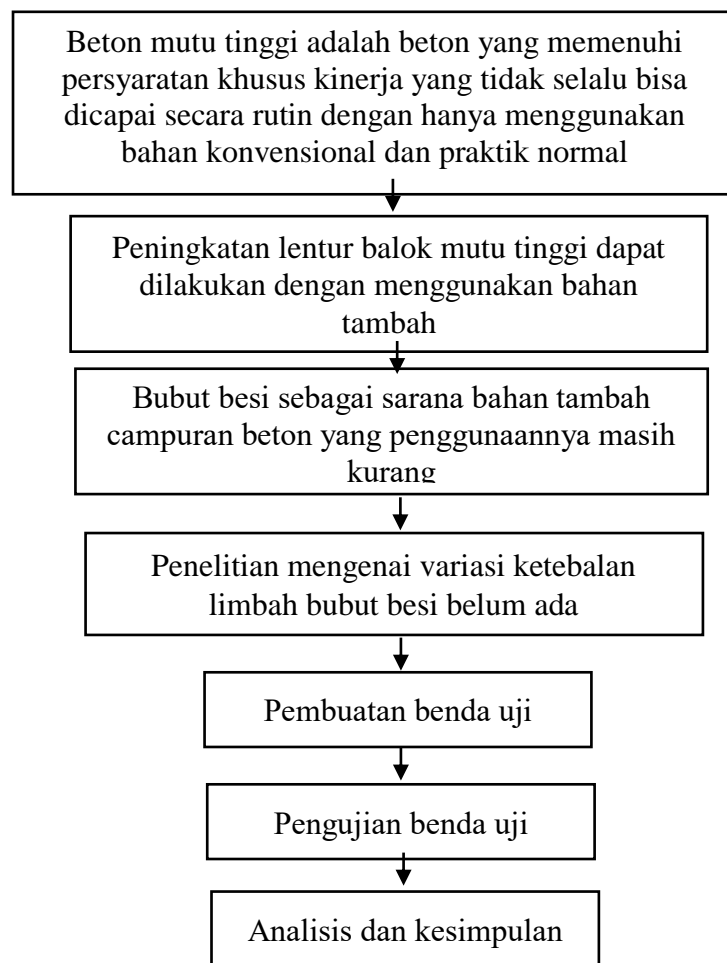 Beton mutu tinggi adalah beton yang memenuhi
persyaratan khusus kinerja yang tidak selalu bisa
dicapai secara rutin dengan hanya menggunakan
bahan konvensional dan praktik normal
Peningkatan lentur balok mutu tinggi dapat
dilakukan dengan menggunakan bahan
tambah
Bubut besi sebagai sarana bahan tambah
campuran beton yang penggunaannya masih
kurang
Penelitian mengenai variasi ketebalan
limbah bubut besi belum ada
Pembuatan benda uji
Pengujian benda uji
Analisis dan kesimpulan